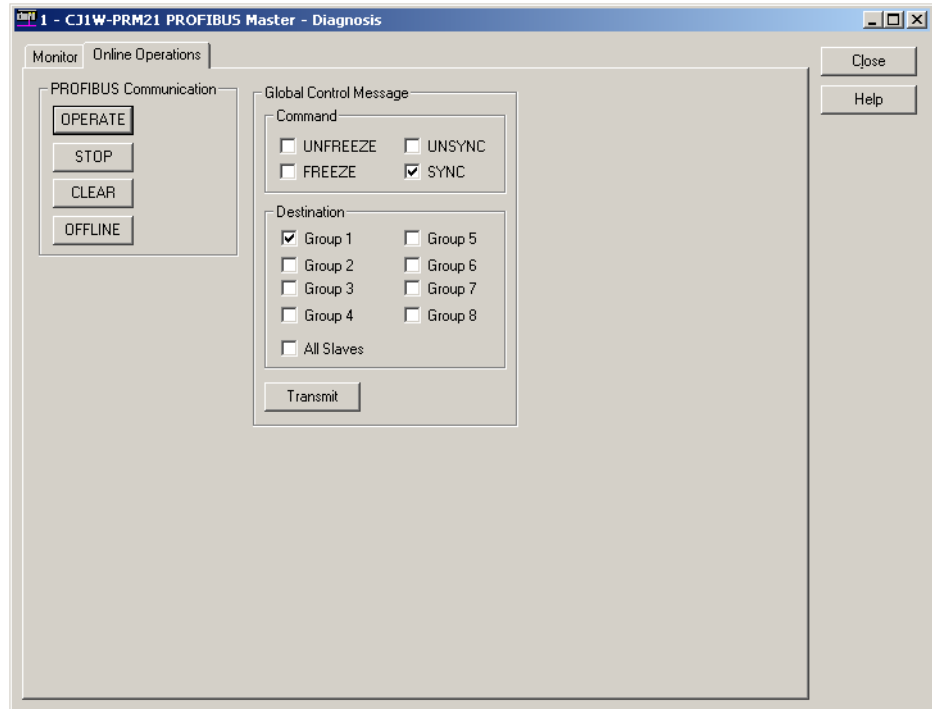 1 - CJ1W-PRM21 PROFIBUS Master - Diagnosis
Monitor Online Operations
Close
Help
PROFIBUS Communication
OPERATE
STOP
CLEAR
OFFLINE
Global Control Message
Command
UNFREEZE UNSYNC
FREEZE SYNC
Destination
Group 1 Group 5
Group 2 Group 6
Group 3 Group 7
Group 4 Group 8
All Slaves
Transmit